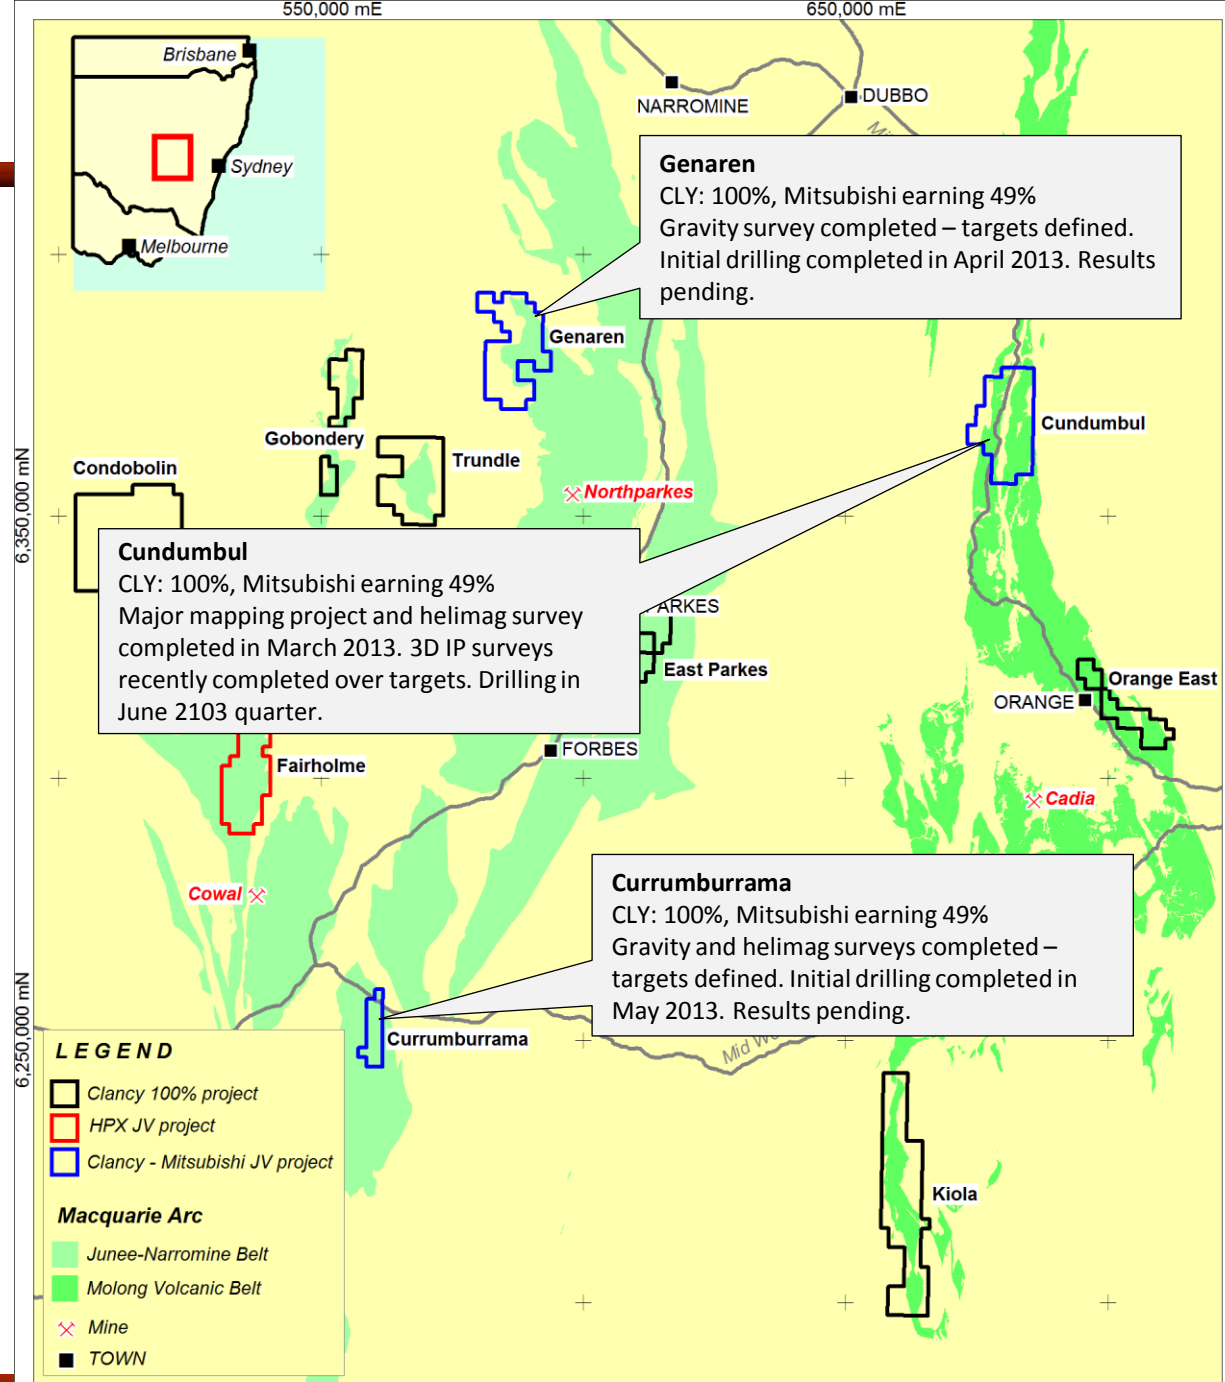 550,000 mE
650,000 mE
Brisbane
Sydney
Melbourne
NARROMINE
DUBBO
Genaren
CLY: 100%, Mitsubishi earning 49%
Gravity survey completed – targets defined.
Initial drilling completed in April 2013. Results
pending.
Genaren
Cundumbul
Gobondery
Trundle
Condobolin
Northparkes
6,350,000 mN
Cundumbul
CLY: 100%, Mitsubishi earning 49%
Major mapping project and helimag survey
completed in March 2013. 3D IP surveys
recently completed over targets. Drilling in
June 2103 quarter.
ARKES
East Parkes
Orange East
ORANGE
FORBES
Fairholme
Cadia
Cowal
Currumburrama
CLY: 100%, Mitsubishi earning 49%
Gravity and helimag surveys completed –
targets defined. Initial drilling completed in
May 2013. Results pending.
6,250,000 mN
Currumburrama
Mid
Kiola
LEGEND
Clancy 100% project
HPX JV project
Clancy - Mitsubishi JV project
Macquarie Arc
Junee-Narromine Belt
Molong Volcanic Belt
Mine
TOWN